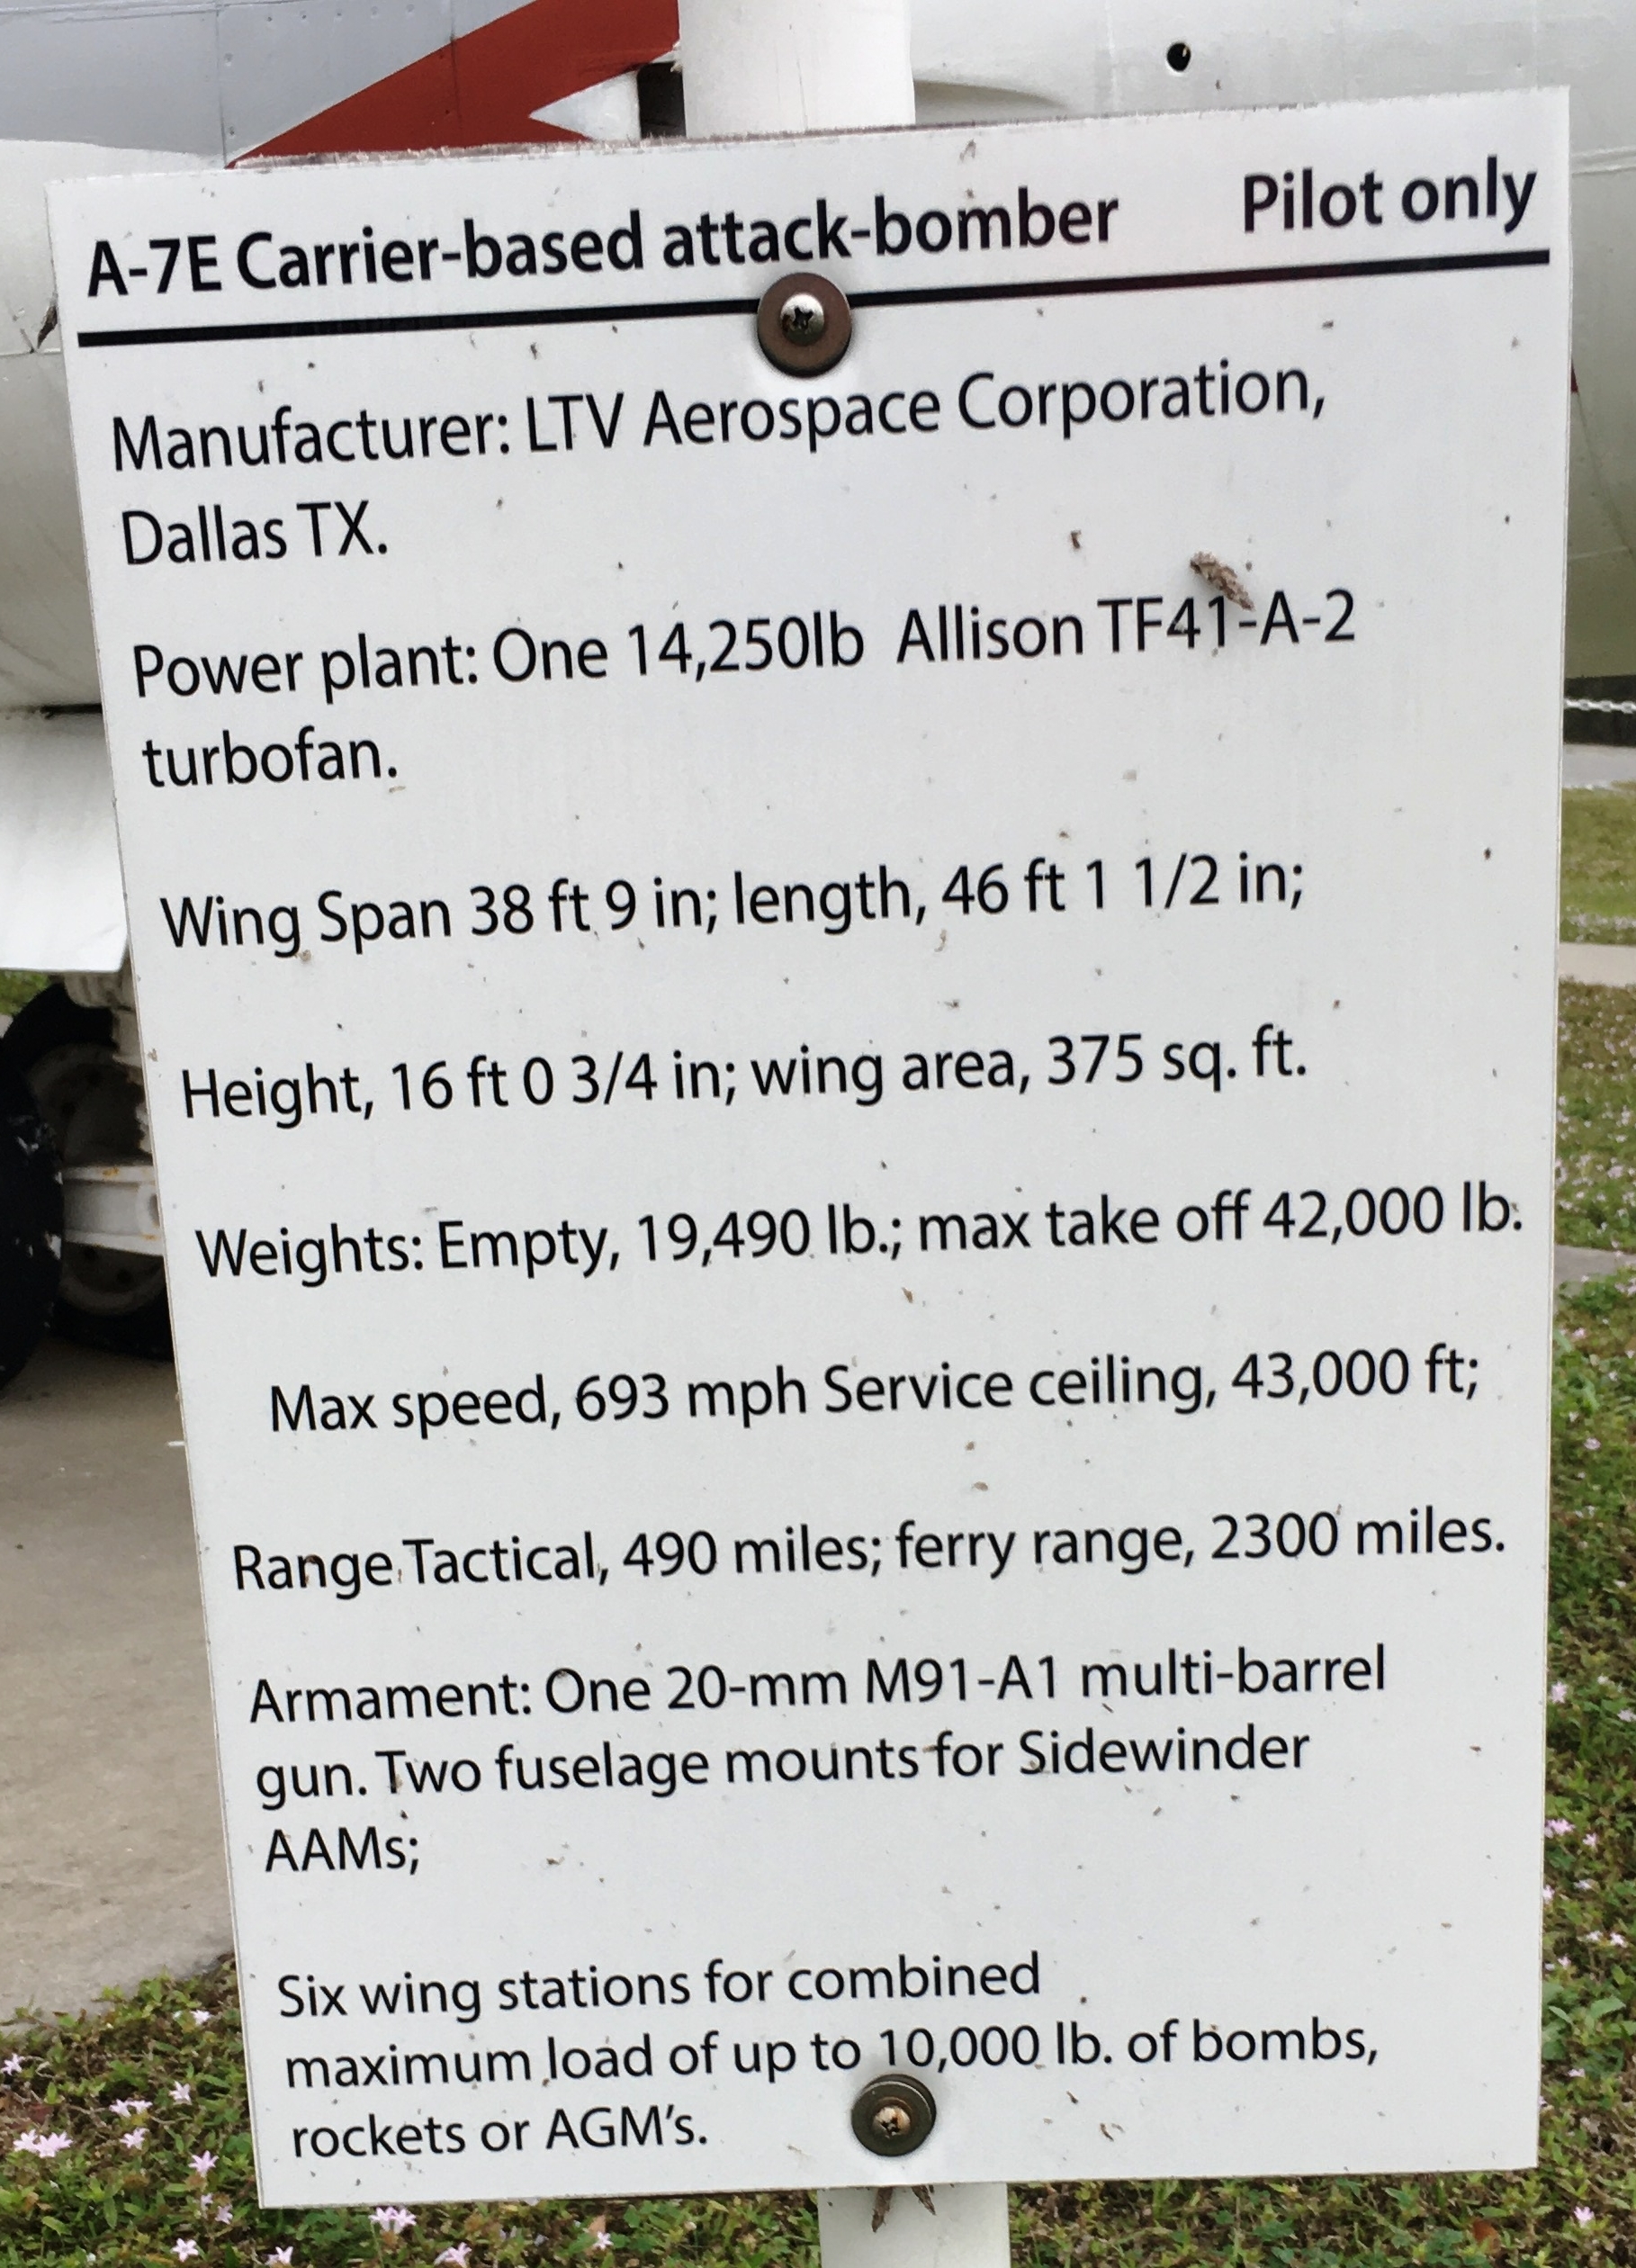 A-7E Carrier-based attack-bomber Pilot only
Manufacturer: LTV Aerospace Corporation,
Dallas TX.
Power plant: One 14,250lb Allison TF41-A-2
turbofan.
Wing Span 38 ft 9 in; length, 46 ft 1 1/2 in;
Height, 16 ft 0 3/4 in; wing area, 375 sq. ft.
Weights: Empty, 19,490 lb.; max take off 42,000 lb.
Max speed, 693 mph Service ceiling, 43,000 ft;
Range Tactical, 490 miles; ferry range, 2300 miles.
Armament: One 20-mm M91-A1 multi-barrel
gun. Two fuselage mounts for Sidewinder
AAMs;
Six wing stations for combined
maximum load of up to 10,000 lb. of bombs,
rockets or AGM's.